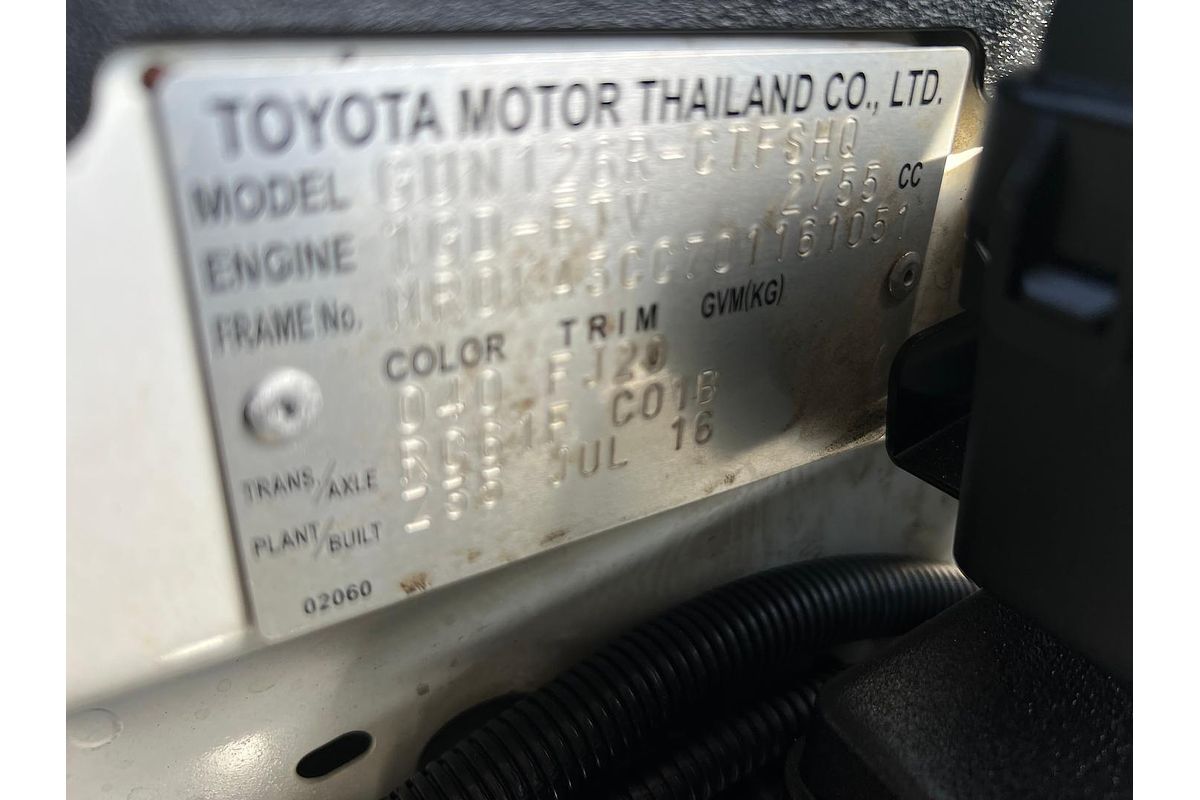 TOYOTA MOTOR THAILAND CO., LTD.
MODEL GUN126R-CTFSHQ
ENGINE 1GD-FTV 2755 CC
FRAME No.
COLOR TRIM GVM(KG)
040 FJ20
TRANS/AXLE C01B
PLANT/BUILT JUL 16
02060